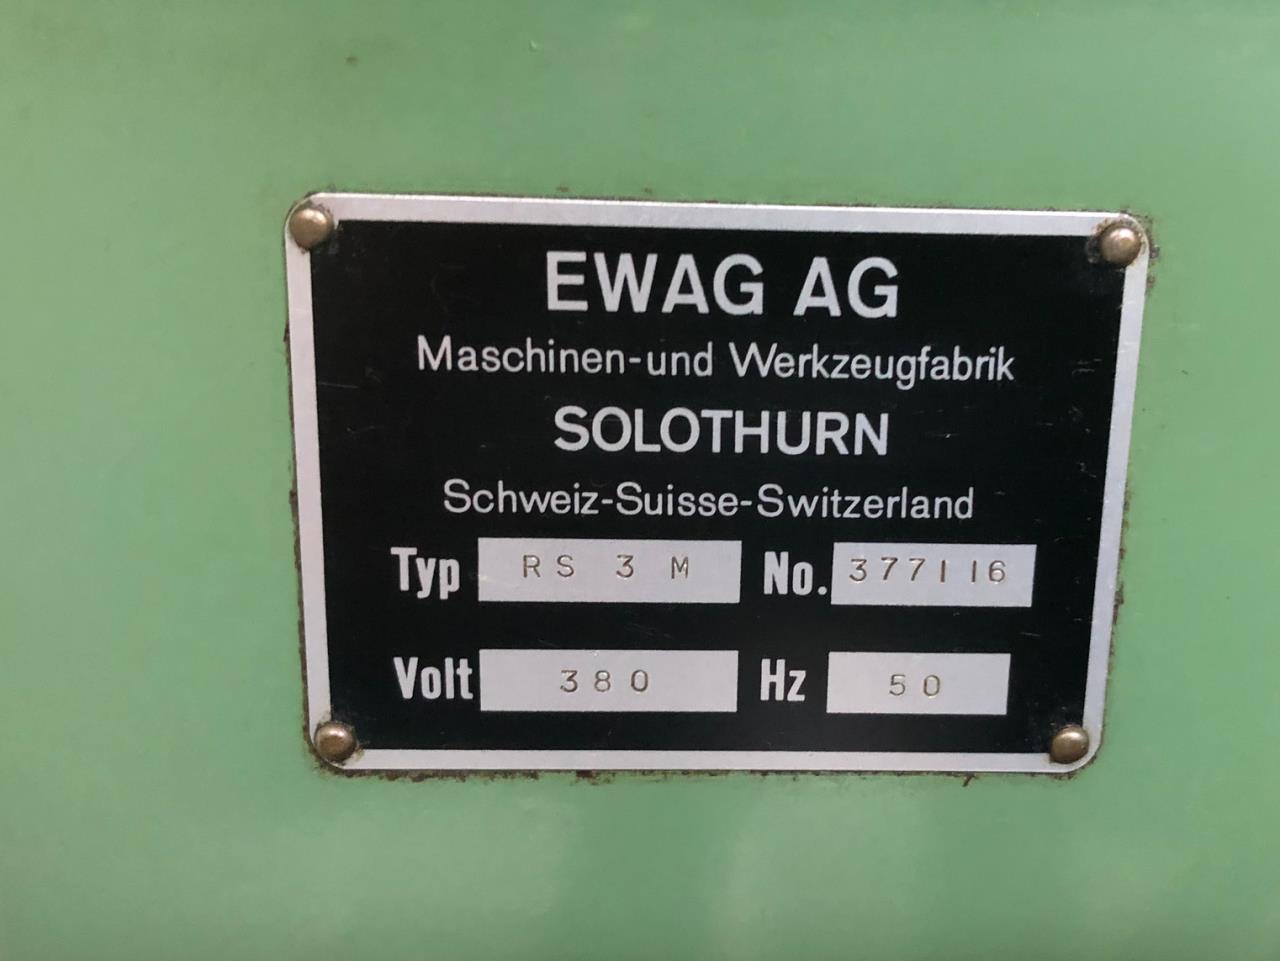 EWAG AG
Maschinen-und Werkzeugfabrik
SOLOTHURN
Schweiz-Suisse-Switzerland
Typ RS 3 M No. 377116
Volt 380 Hz 50